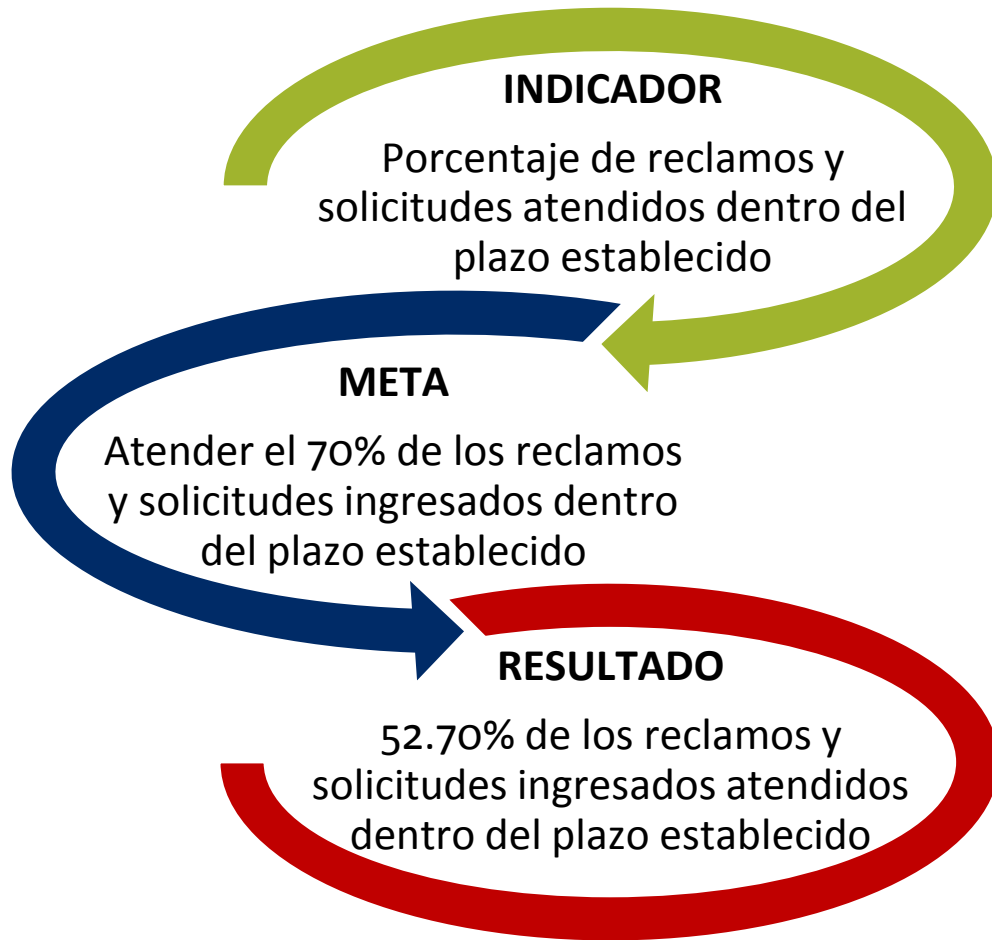 INDICADOR
Porcentaje de reclamos y
solicitudes atendidos dentro del
plazo establecido
META
Atender el 70% de los reclamos
y solicitudes ingresados dentro
del plazo establecido
RESULTADO
52.70% de los reclamos y
solicitudes ingresados atendidos
dentro del plazo establecido